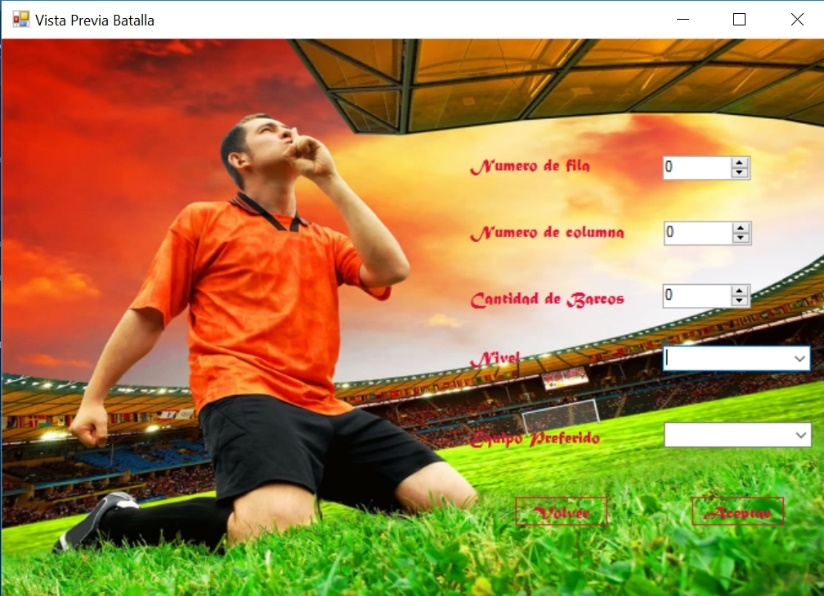 Vista Previa Batalla
Numero de fila
0
Numero de columna
0
Cantidad de Barcos
0
Nivel
Equipo Preferido
Volver
Aceptar